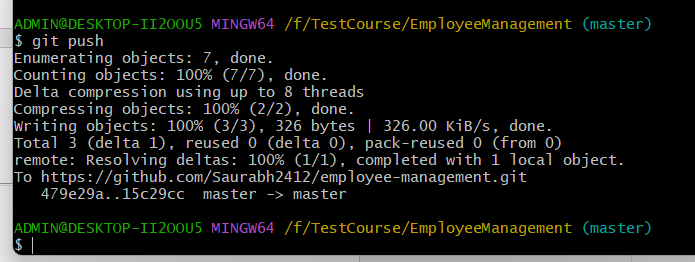 ADMIN@DESKTOP-II2OOU5 MINGW64 /f/TestCourse/EmployeeManagement (master)
$ git push
Enumerating objects: 7, done.
Counting objects: 100% (7/7), done.
Delta compression using up to 8 threads
Compressing objects: 100% (2/2), done.
Writing objects: 100% (3/3), 326 bytes | 326.00 KiB/s, done.
Total 3 (delta 1), reused 0 (delta 0), pack-reused 0 (from 0)
remote: Resolving deltas: 100% (1/1), completed with 1 local object.
To https://github.com/Saurabh2412/employee-management.git
   479e29a..15c29cc  master -> master
ADMIN@DESKTOP-II2OOU5 MINGW64 /f/TestCourse/EmployeeManagement (master)
$